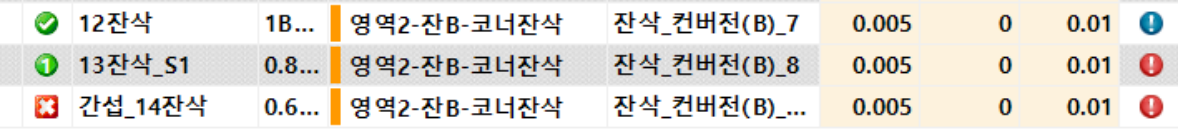 12잔삭 1B... 영역2-잔B-코너잔삭 잔삭_컨버전(B)_7 0.005 0 0.01
1 13잔삭_S1 0.8... 영역2-잔B-코너잔삭 잔삭_컨버전(B)_8 0.005 0 0.01
간섭_14잔삭 0.6... 영역2-잔B-코너잔삭 잔삭_컨버전(B)_... 0.005 0 0.01